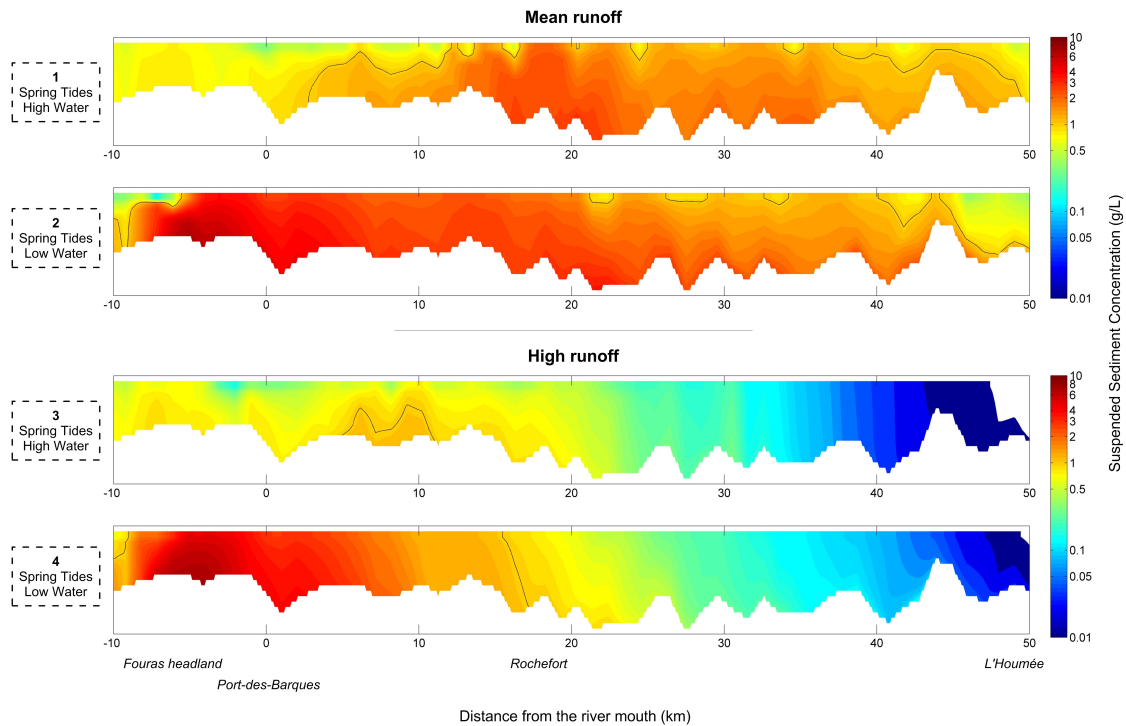 Mean runoff
1
Spring Tides
High Water
-10 0 10 20 30 40 50
2
Spring Tides
Low Water
-10 0 10 20 30 40 50
10
8
6
4
3
2
1
0.5
0.1
0.05
0.01
High runoff
3
Spring Tides
High Water
-10 0 10 20 30 40 50
4
Spring Tides
Low Water
-10 0 10 20 30 40 50
10
8
6
4
3
2
1
0.5
0.1
0.05
0.01
Suspended Sediment Concentration (g/L)
Fouras headland Rochefort L'Houmée
Port-des-Barques
Distance from the river mouth (km)